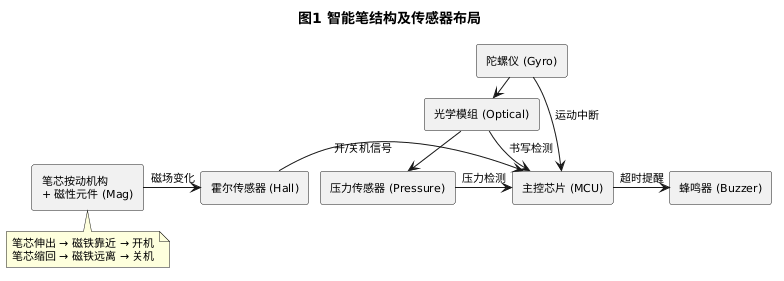 图1 智能笔结构及传感器布局
陀螺仪 (Gyro)
光学模组 (Optical)
运动中断
开/关机信号
书写检测
笔芯按动机构
+ 磁性元件 (Mag)
磁场变化
霍尔传感器 (Hall)
压力传感器 (Pressure)
压力检测
主控芯片 (MCU)
超时提醒
蜂鸣器 (Buzzer)
笔芯伸出 → 磁铁靠近 → 开机
笔芯缩回 → 磁铁远离 → 关机